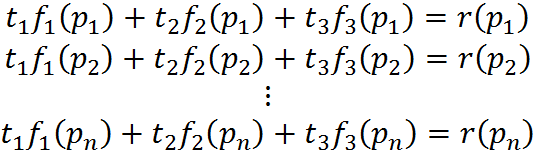 t₁f₁(p₁) + t₂f₂(p₁) + t₃f₃(p₁) = r(p₁)
t₁f₁(p₂) + t₂f₂(p₂) + t₃f₃(p₂) = r(p₂)
⋮
t₁f₁(pₙ) + t₂f₂(pₙ) + t₃f₃(pₙ) = r(pₙ)